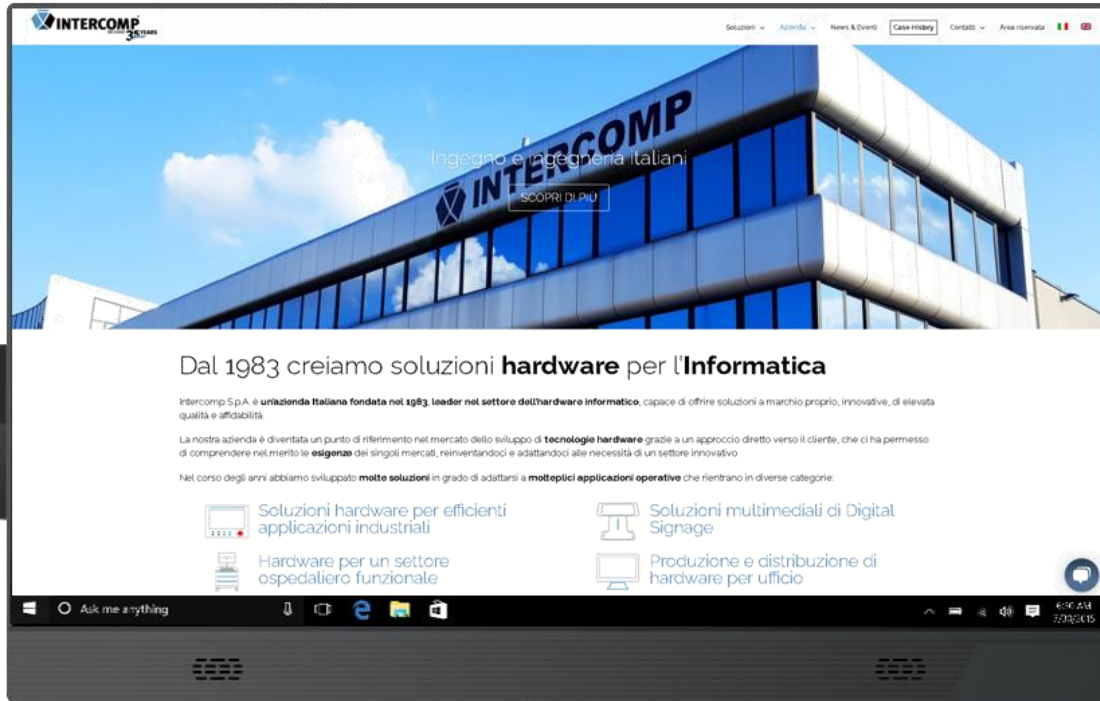 INTERCOMP
BEYOND 35 YEARS
Soluzioni
Azienda
News & Eventi
Case History
Contatti
Area riservata
INTERCOMP
Ingegno e ingegneria italiani
SCOPRI DI PIÙ
Dal 1983 creiamo soluzioni hardware per l'Informatica
Intercomp S.p.A. è un'azienda Italiana fondata nel 1983, leader nel settore dell'hardware informatico, capace di offrire soluzioni a marchio proprio, innovative, di elevata
qualità e affidabilità.
La nostra azienda è diventata un punto di riferimento nel mercato dello sviluppo di tecnologie hardware grazie a un approccio diretto verso il cliente, che ci ha permesso
di comprendere nel merito le esigenze dei singoli mercati, reinventandoci e adattandoci alle necessità di un settore innovativo.
Nel corso degli anni abbiamo sviluppato molte soluzioni in grado di adattarsi a molteplici applicazioni operative che rientrano in diverse categorie:
Soluzioni hardware per efficienti
applicazioni industriali
Soluzioni multimediali di Digital
Signage
Hardware per un settore
ospedaliero funzionale
Produzione e distribuzione di
hardware per ufficio
Ask me anything
6:30 AM
7/30/2015